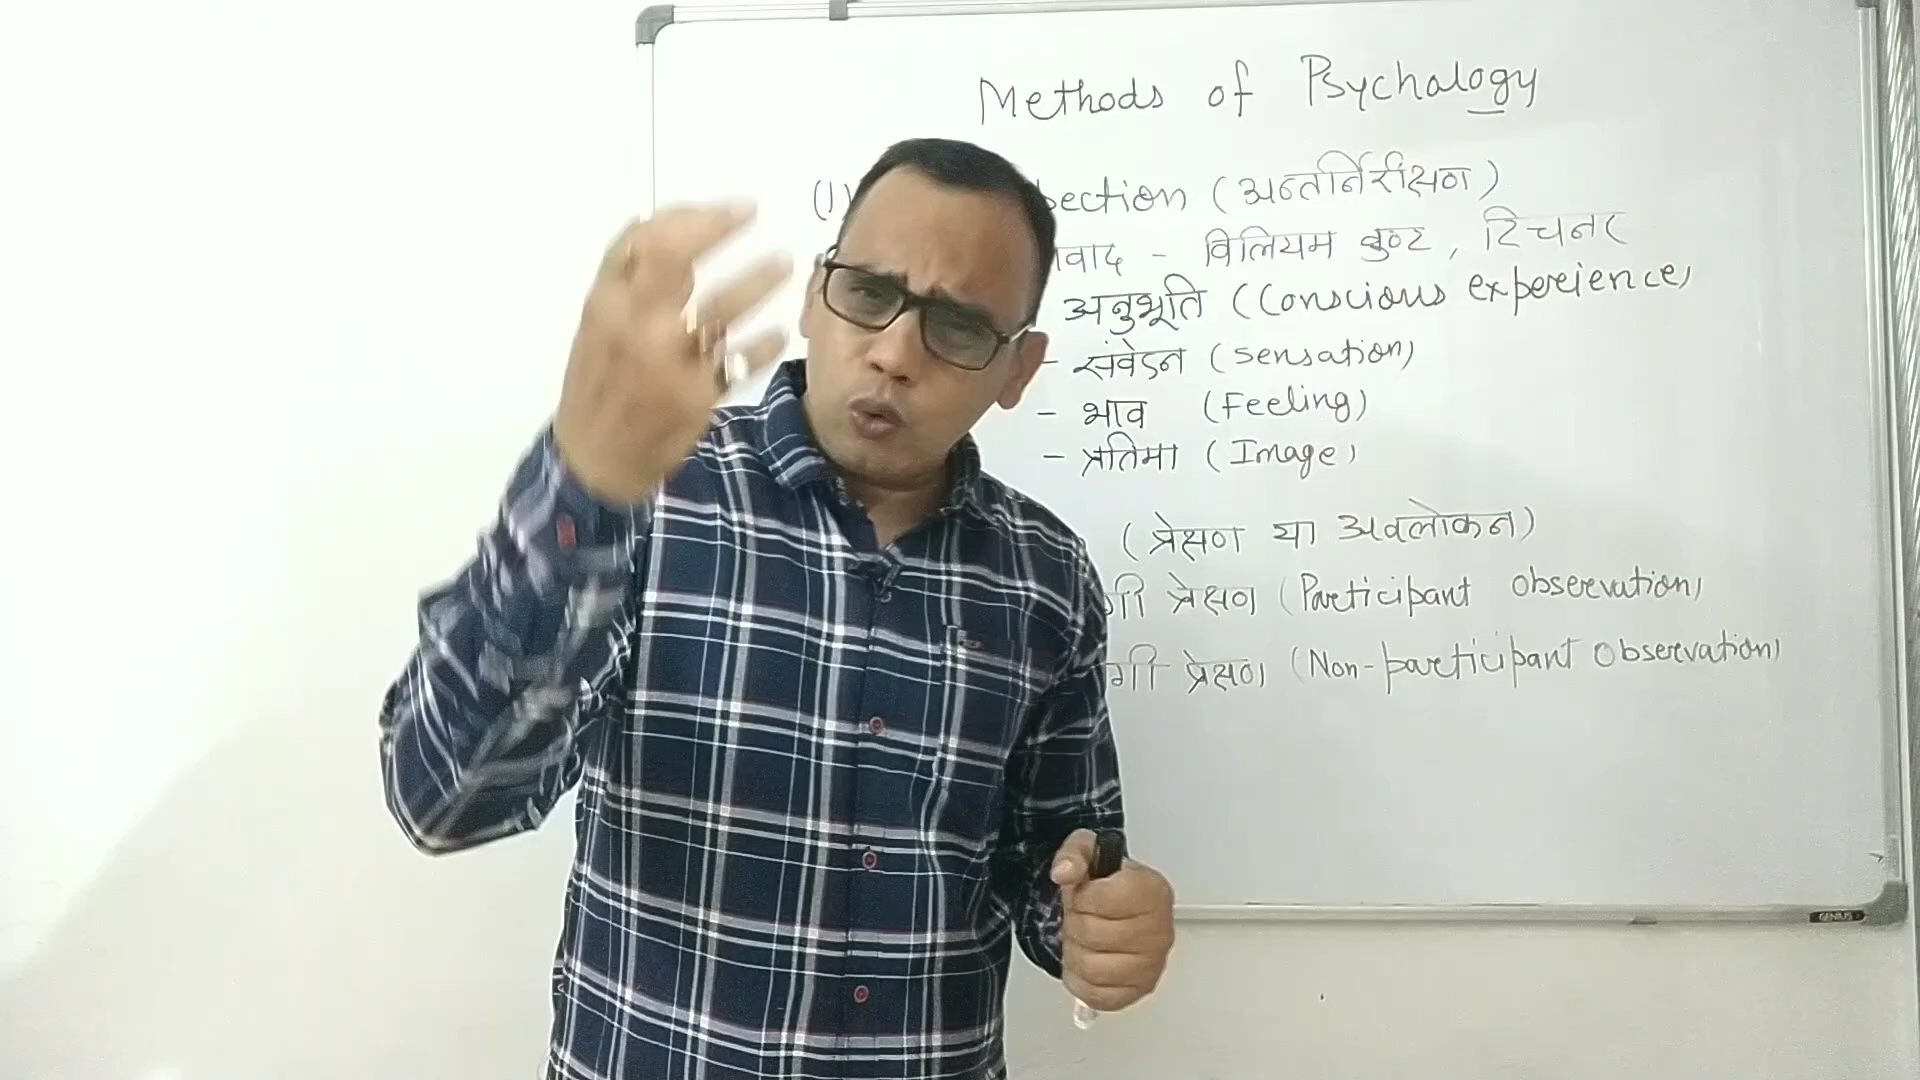 Methods of Psychology
(1) ection (अन्तर्निरीक्षण)
वाद - विलियम वुण्ट, टिचनर
अनुभूति (Conscious experience)
- संवेदन (Sensation)
- भाव (Feeling)
- प्रतिमा (Image)
(प्रेक्षण या अवलोकन)
गी प्रेक्षण (Participant observation)
गी प्रेक्षण (Non-participant Observation)
GENIUS